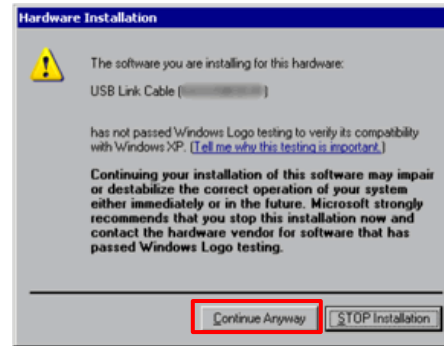 Hardware Installation
The software you are installing for this hardware:
USB Link Cable (
)
has not passed Windows Logo testing to verify its compatibility
with Windows XP. (Tell me why this testing is important.)
Continuing your installation of this software may impair
or destabilize the correct operation of your system
either immediately or in the future. Microsoft strongly
recommends that you stop this installation now and
contact the hardware vendor for software that has
passed Windows Logo testing.
Continue Anyway
STOP Installation